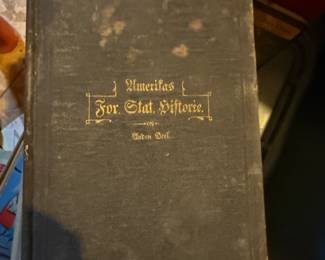 Amerikas
For. Stat. Historie.
Anden Deel.